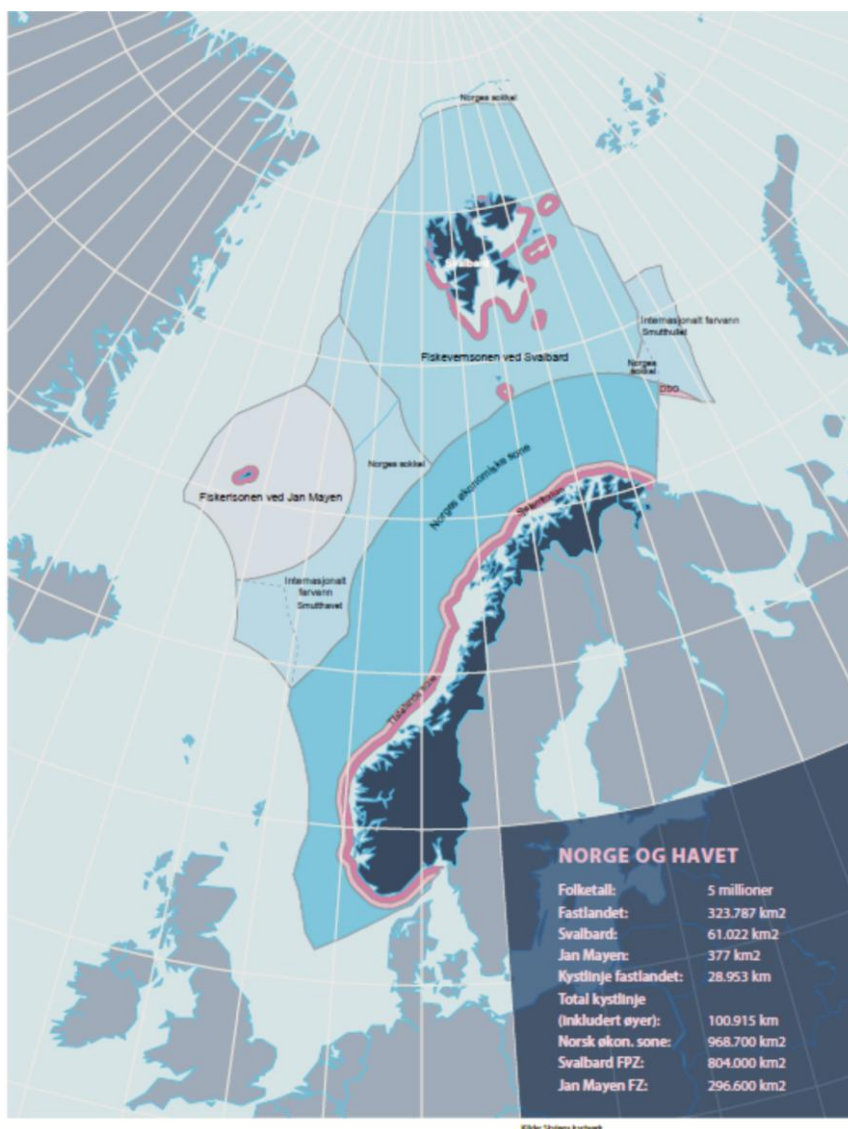 Norges sokkel
Svalbard
Internasjonalt farvann
Smutthullet
Fiskevernsonen ved Svalbard
Norges
sokkel
Norges økonomiske sone
Norges sokkel
Fiskerisonen ved Jan Mayen
Internasjonalt
farvann
Smutthavet
NORGE OG HAVET
Folketall: 5 millioner
Fastlandet: 323.787 km2
Svalbard: 61.022 km2
Jan Mayen: 377 km2
Kystlinje fastlandet: 28.953 km
Total kystlinje
(inkludert øyer): 100.915 km
Norsk økon. sone: 968.700 km2
Svalbard FPZ: 804.000 km2
Jan Mayen FZ: 296.600 km2